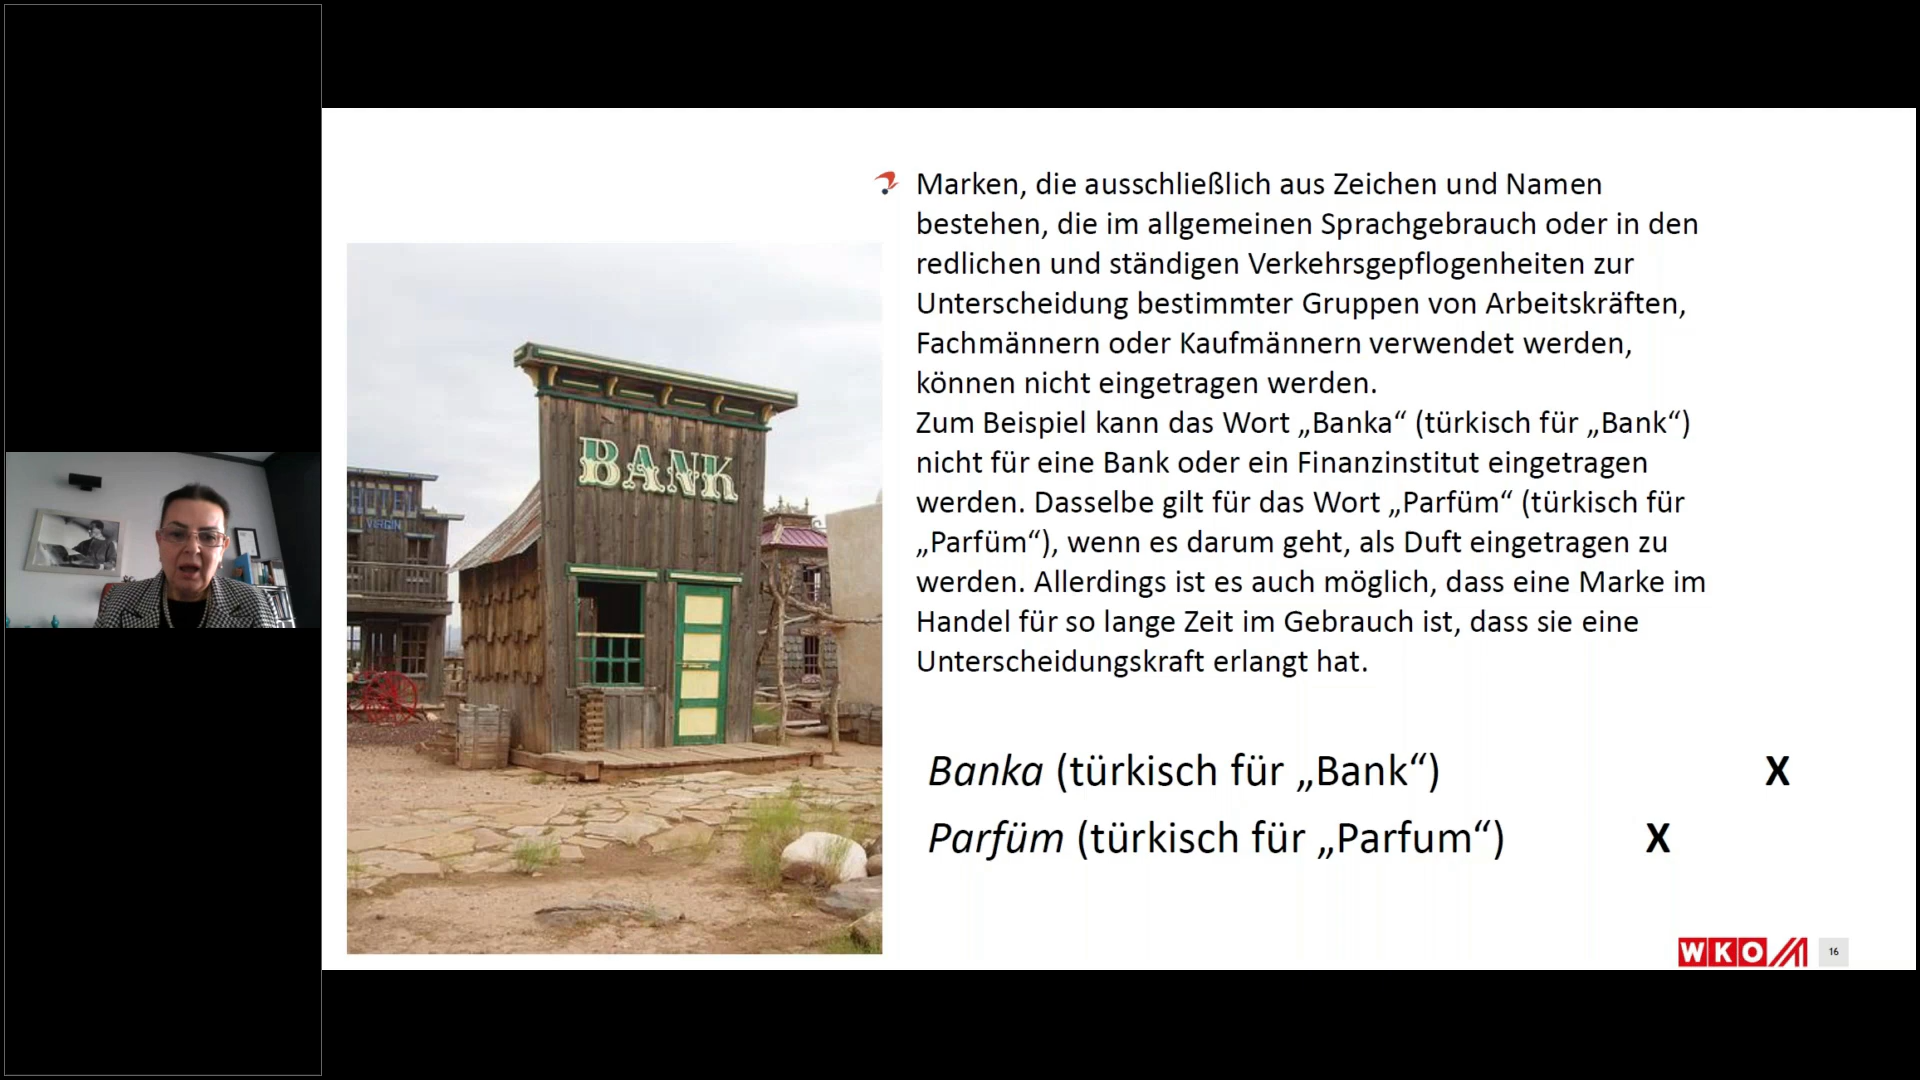 Marken, die ausschließlich aus Zeichen und Namen
bestehen, die im allgemeinen Sprachgebrauch oder in den
redlichen und ständigen Verkehrsgepflogenheiten zur
Unterscheidung bestimmter Gruppen von Arbeitskräften,
Fachmännern oder Kaufmännern verwendet werden,
können nicht eingetragen werden.
Zum Beispiel kann das Wort „Banka“ (türkisch für „Bank“)
nicht für eine Bank oder ein Finanzinstitut eingetragen
werden. Dasselbe gilt für das Wort „Parfüm“ (türkisch für
„Parfüm“), wenn es darum geht, als Duft eingetragen zu
werden. Allerdings ist es auch möglich, dass eine Marke im
Handel für so lange Zeit im Gebrauch ist, dass sie eine
Unterscheidungskraft erlangt hat.
BANK
VIRGIN
Banka (türkisch für „Bank“) X
Parfüm (türkisch für „Parfum“) X
WKO
16